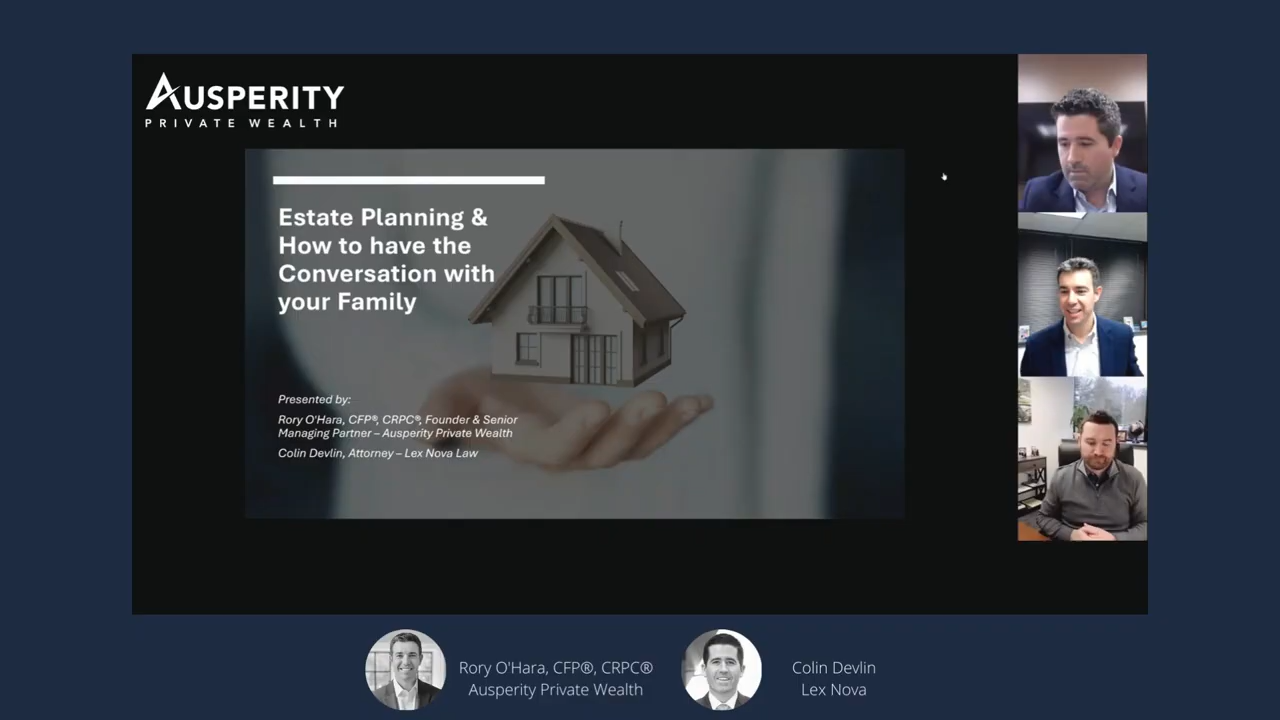 AUSPERITY
PRIVATE WEALTH
Estate Planning &
How to have the
Conversation with
your Family
Presented by:
Rory O'Hara, CFP®, CRPC®, Founder & Senior
Managing Partner – Ausperity Private Wealth
Colin Devlin, Attorney – Lex Nova Law
Rory O'Hara, CFP®, CRPC®
Ausperity Private Wealth
Colin Devlin
Lex Nova